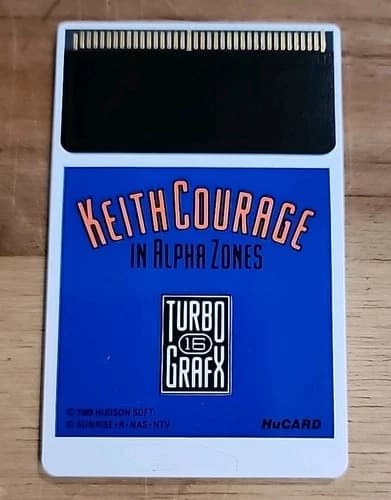 KEITH COURAGE
IN ALPHA ZONES
TURBO
16
GRAFX
© 1989 HUDSON SOFT
© SUNRISE・R・NAS・NTV
HuCARD